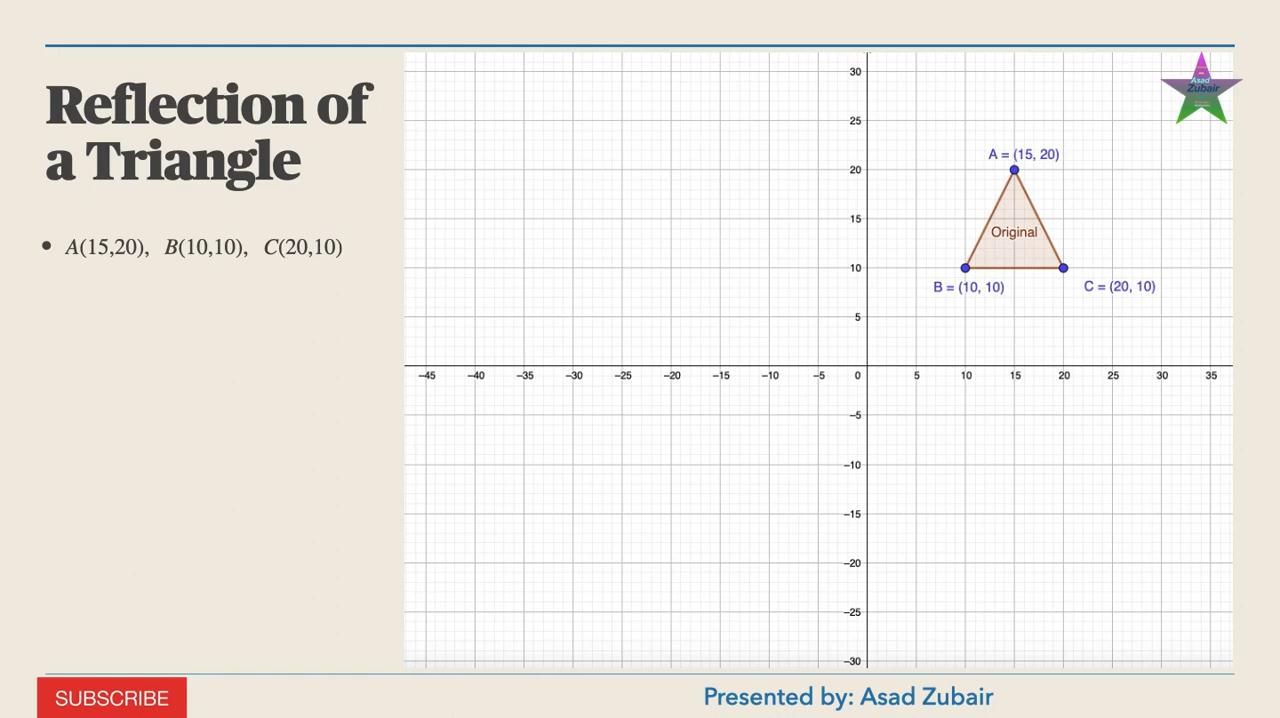 Reflection of
a Triangle
• A(15,20), B(10,10), C(20,10)
Asad
Zubair
30
25
20
15
10
5
0
−5
−10
−15
−20
−25
−30
−45 −40 −35 −30 −25 −20 −15 −10 −5 5 10 15 20 25 30 35
A = (15, 20)
Original
B = (10, 10)
C = (20, 10)
SUBSCRIBE
Presented by: Asad Zubair